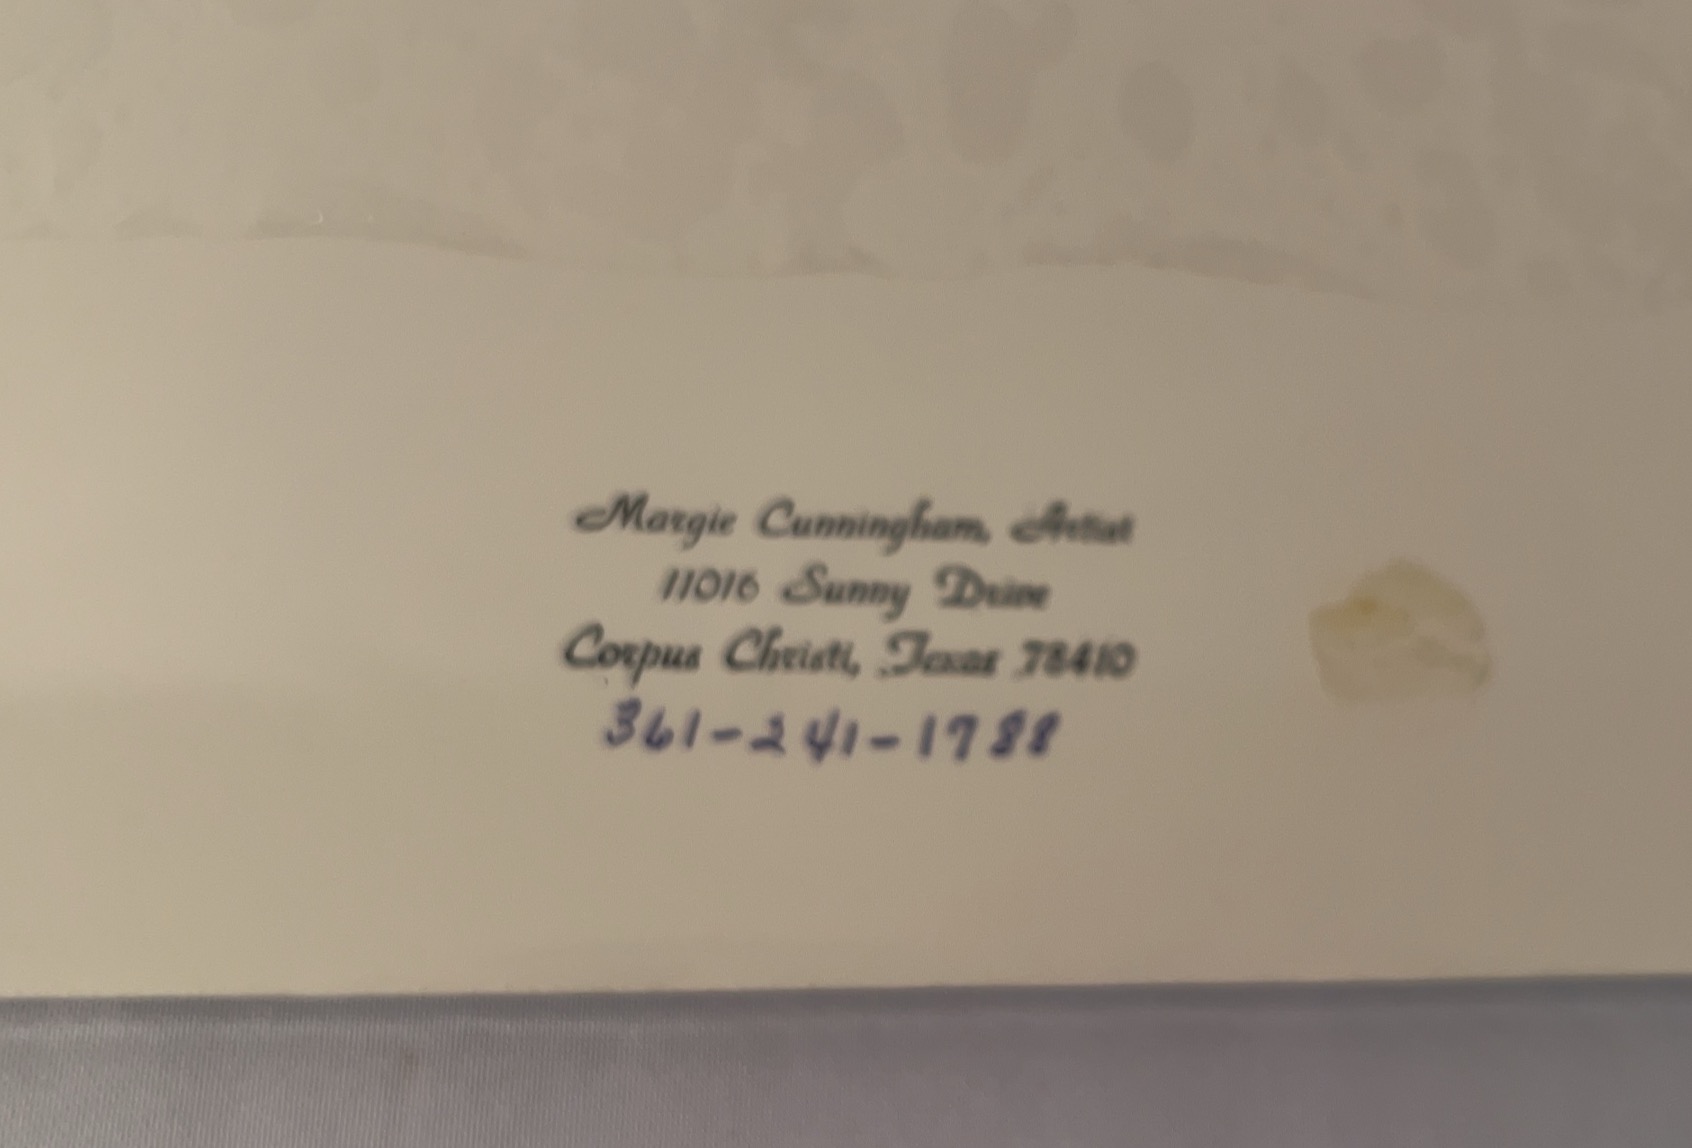 Margie Cunningham, Artist
11016 Sunny Drive
Corpus Christi, Texas 78410
361-241-1788